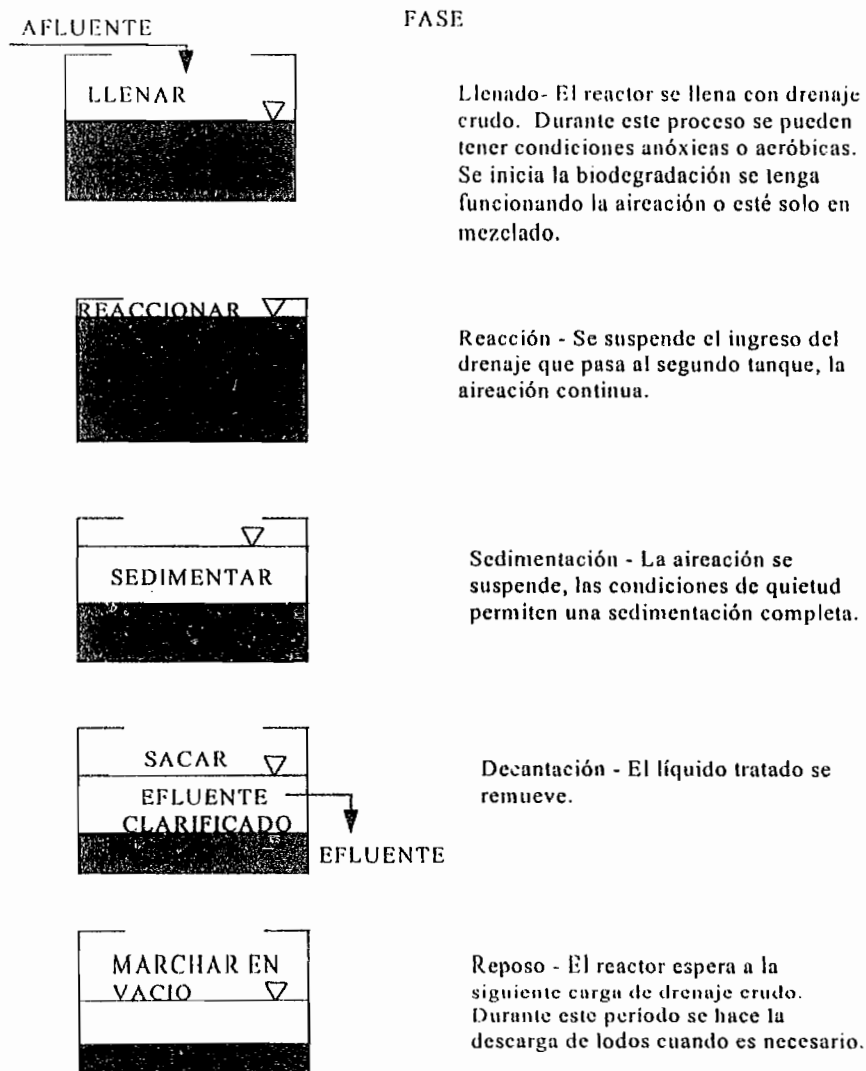 AFLUENTE
FASE
LLENAR
Llenado- El reactor se llena con drenaje
crudo. Durante este proceso se pueden
tener condiciones anóxicas o aeróbicas.
Se inicia la biodegradación se tenga
funcionando la aireación o esté solo en
mezclado.
REACCIONAR
Reacción - Se suspende el ingreso del
drenaje que pasa al segundo tanque, la
aireación continua.
SEDIMENTAR
Sedimentación - La aireación se
suspende, las condiciones de quietud
permiten una sedimentación completa.
SACAR
EFLUENTE
CLARIFICADO
EFLUENTE
Decantación - El líquido tratado se
remueve.
MARCHAR EN
VACIO
Reposo - El reactor espera a la
siguiente carga de drenaje crudo.
Durante este período se hace la
descarga de lodos cuando es necesario.